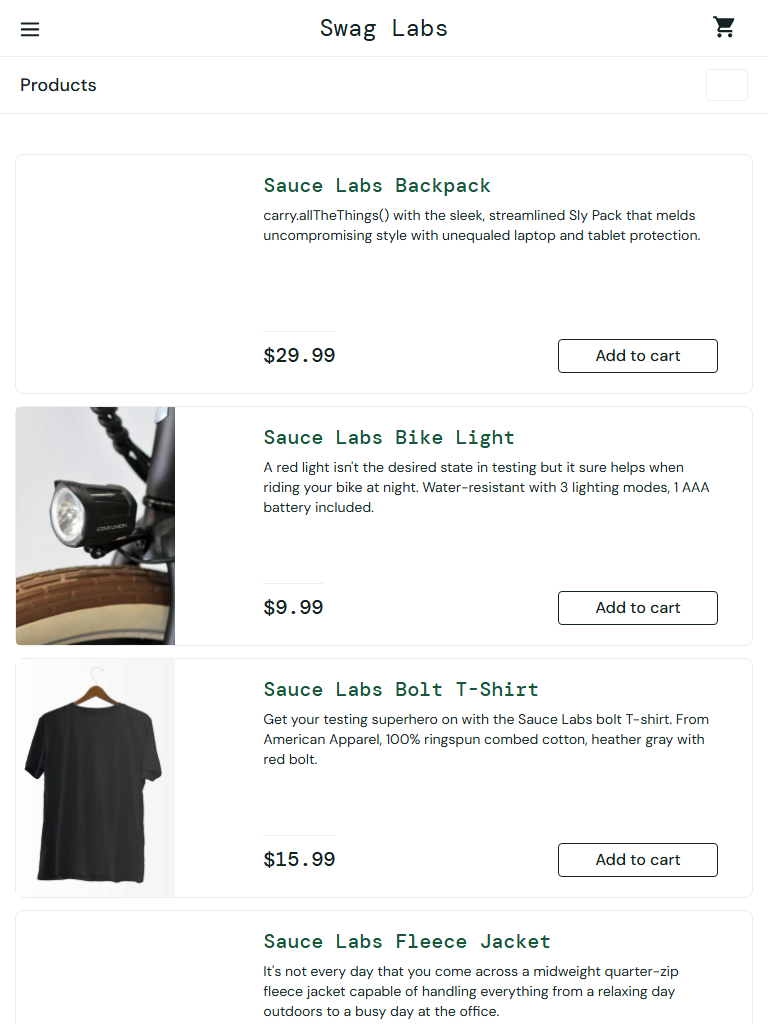 Swag Labs
Products
Sauce Labs Backpack
carry.allTheThings() with the sleek, streamlined Sly Pack that melds
uncompromising style with unequaled laptop and tablet protection.
$29.99
Add to cart
Sauce Labs Bike Light
A red light isn't the desired state in testing but it sure helps when
riding your bike at night. Water-resistant with 3 lighting modes, 1 AAA
battery included.
$9.99
Add to cart
Sauce Labs Bolt T-Shirt
Get your testing superhero on with the Sauce Labs bolt T-shirt. From
American Apparel, 100% ringspun combed cotton, heather gray with
red bolt.
$15.99
Add to cart
Sauce Labs Fleece Jacket
It's not every day that you come across a midweight quarter-zip
fleece jacket capable of handling everything from a relaxing day
outdoors to a busy day at the office.